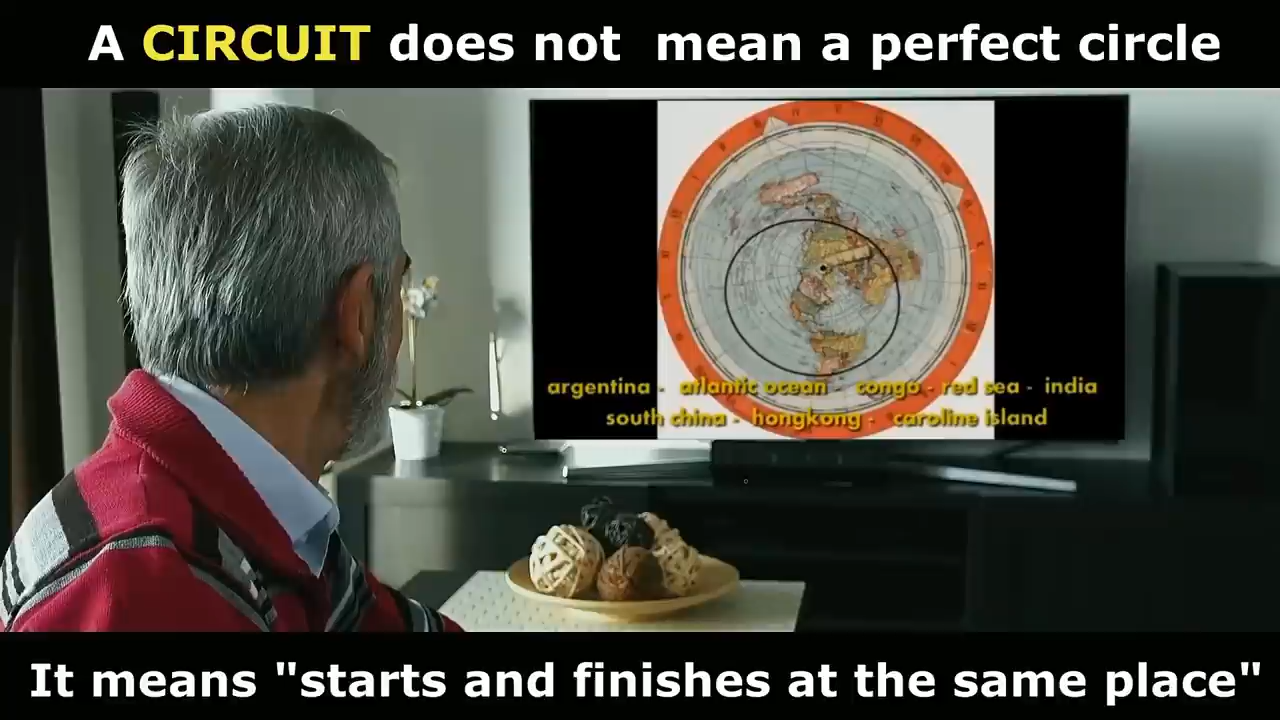 A CIRCUIT does not mean a perfect circle
argentina - atlantic ocean - congo - red sea - india
south china - hongkong - caroline island
It means "starts and finishes at the same place"